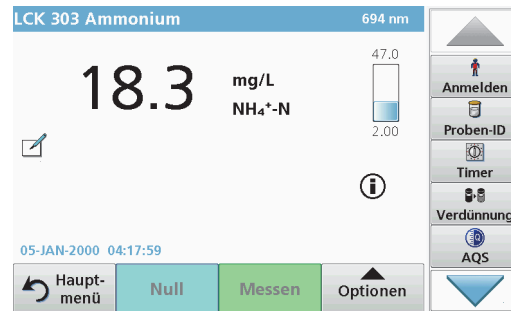 LCK 303 Ammonium 694 nm
47.0
18.3 mg/L
NH₄⁺-N
2.00
05-JAN-2000 04:17:59
Haupt-
menü
Null
Messen
Optionen
Anmelden
Proben-ID
Timer
Verdünnung
AQS